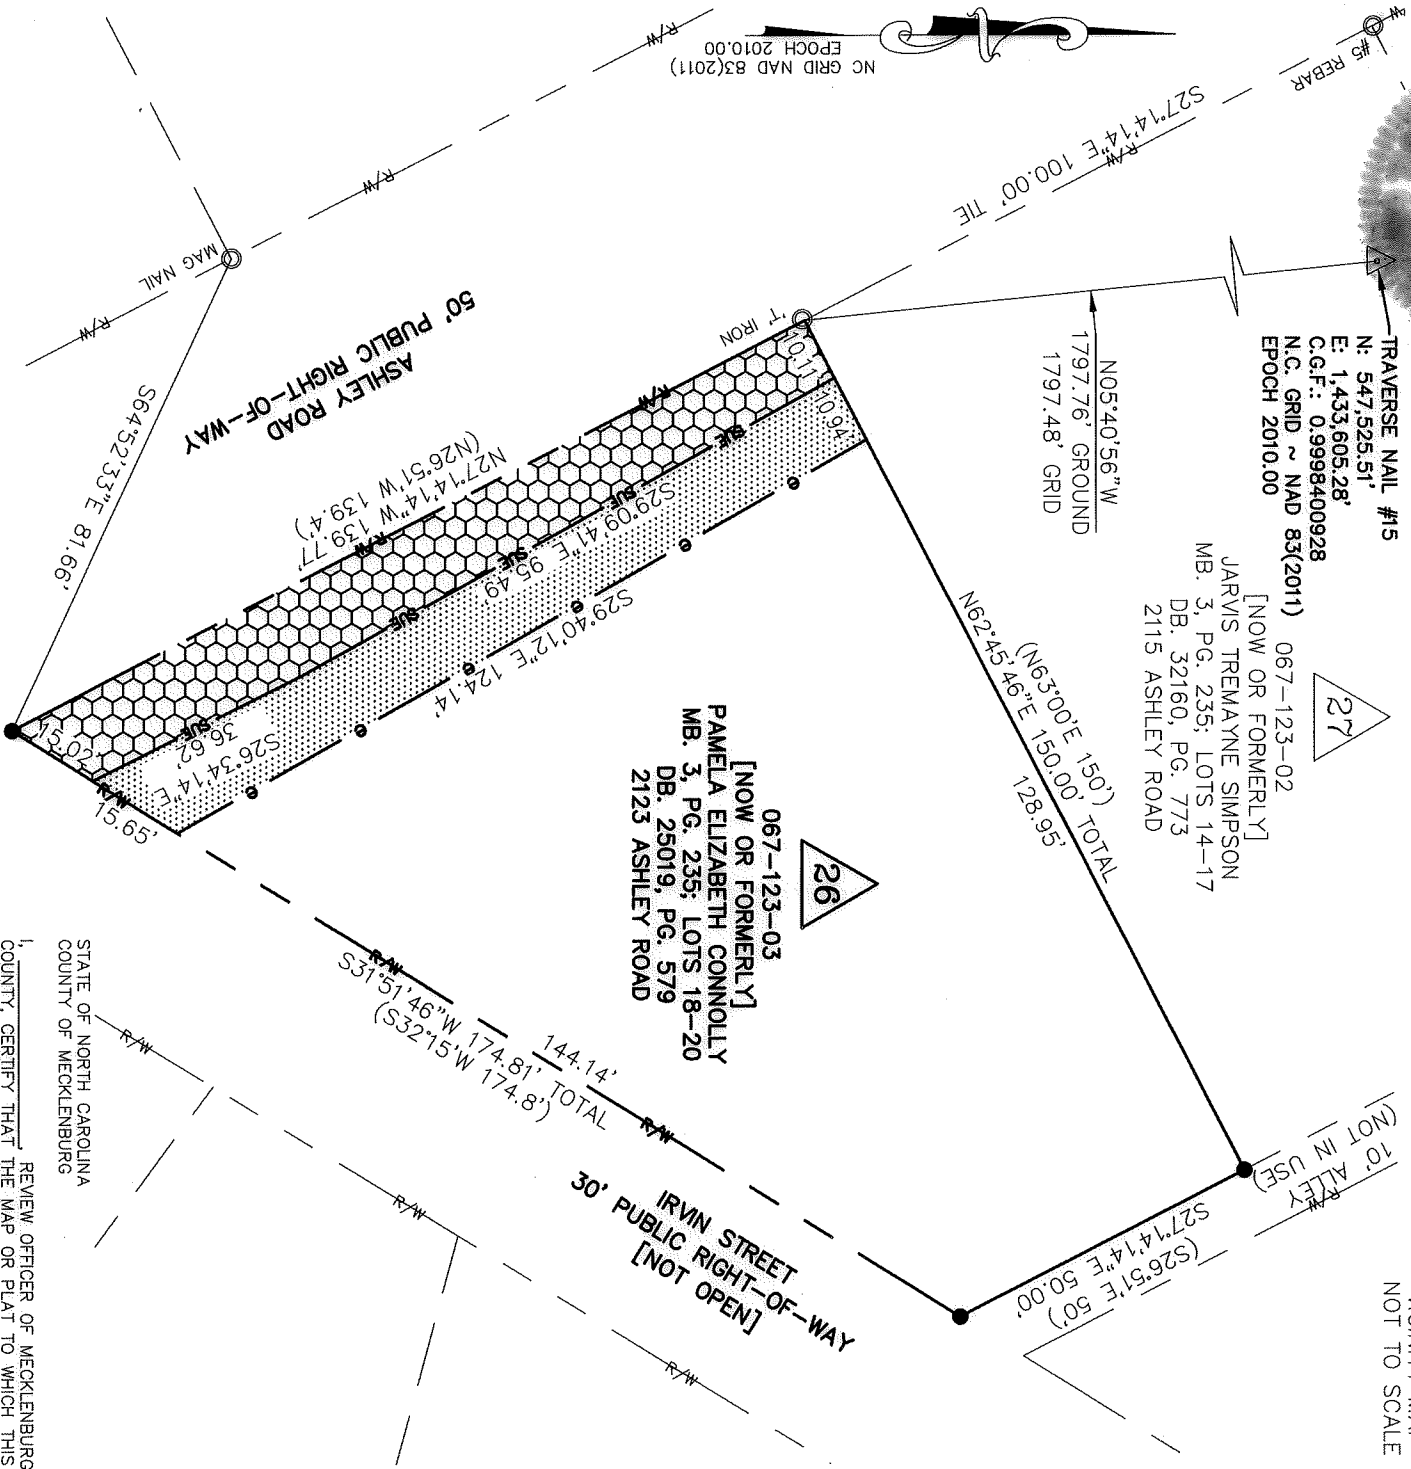 TRAVERSE NAIL #15
N: 547,525.51'
E: 1,433,605.28'
C.G.F.: 0.9998400928
N.C. GRID ~ NAD 83(2011)
EPOCH 2010.00
NOT TO SCALE
#5 REBAR
S27°14'14"E 100.00' TIE
R/W
NC GRID NAD 83(2011)
EPOCH 2010.00
N05°40'56"W
1797.76' GROUND
1797.48' GRID
27
067-123-02
[NOW OR FORMERLY]
JARVIS TREMAYNE SIMPSON
MB. 3, PG. 235; LOTS 14-17
DB. 32160, PG. 773
2115 ASHLEY ROAD
10' ALLEY
(NOT IN USE)
R/W
(S26°51'E 50')
S27°14'14"E 50.00'
(N63°00'E 150')
N62°45'46"E 150.00' TOTAL
128.95'
10.11'
10.94'
'T' IRON
26
067-123-03
[NOW OR FORMERLY]
PAMELA ELIZABETH CONNOLLY
MB. 3, PG. 235; LOTS 18-20
DB. 25019, PG. 579
2123 ASHLEY ROAD
R/W
R/W
N27°14'14"W 139.77'
(N26°51'W 139.4')
SUE
SUE
SUE
SUE
SUE
S29°09'41"E 95.49'
S29°40'12"E 124.14'
e
e
e
e
e
e
S26°34'14"E
36.62'
15.02'
R/W
15.65'
ASHLEY ROAD
50' PUBLIC RIGHT-OF-WAY
R/W
R/W
R/W
MAG NAIL
S64°52'33"E 81.66'
R/W
R/W
144.14'
S31°51'46"W 174.81' TOTAL
(S32°15'W 174.8')
IRVIN STREET
30' PUBLIC RIGHT-OF-WAY
[NOT OPEN]
R/W
R/W
R/W
STATE OF NORTH CAROLINA
COUNTY OF MECKLENBURG
I, ____________ REVIEW OFFICER OF MECKLENBURG
COUNTY, CERTIFY THAT THE MAP OR PLAT TO WHICH THIS